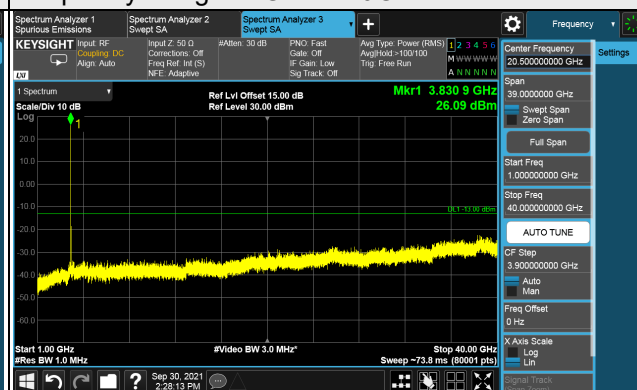 Spectrum Analyzer 1
Spurious Emissions
Spectrum Analyzer 2
Swept SA
Spectrum Analyzer 3
Swept SA
Frequency
KEYSIGHT
Input: RF
Coupling: DC
Align: Auto
Input Z: 50 Ω
Corrections: Off
Freq Ref: Int (S)
NFE: Adaptive
#Atten: 30 dB
PNO: Fast
Gate: Off
IF Gain: Low
Sig Track: Off
Avg Type: Power (RMS)
Avg|Hold:>100/100
Trig: Free Run
1 2 3 4 5 6
M W W W W W
A N N N N N
LXI
Center Frequency
20.500000000 GHz
Settings
1 Spectrum
Scale/Div 10 dB
Log
Ref Lvl Offset 15.00 dB
Ref Level 30.00 dBm
Mkr1 3.830 9 GHz
26.09 dBm
Span
39.0000000 GHz
Swept Span
Zero Span
Full Span
Start Freq
1.000000000 GHz
Stop Freq
40.000000000 GHz
AUTO TUNE
CF Step
3.900000000 GHz
Auto
Man
Freq Offset
0 Hz
X Axis Scale
Log
Lin
Signal Track
1
20.0
10.0
0.00
-10.0
-20.0
-30.0
-40.0
-50.0
-60.0
DL1 -13.00 dBm
Start 1.00 GHz
#Res BW 1.0 MHz
#Video BW 3.0 MHz*
Stop 40.00 GHz
Sweep ~73.8 ms (80001 pts)
?
Sep 30, 2021
2:28:13 PM